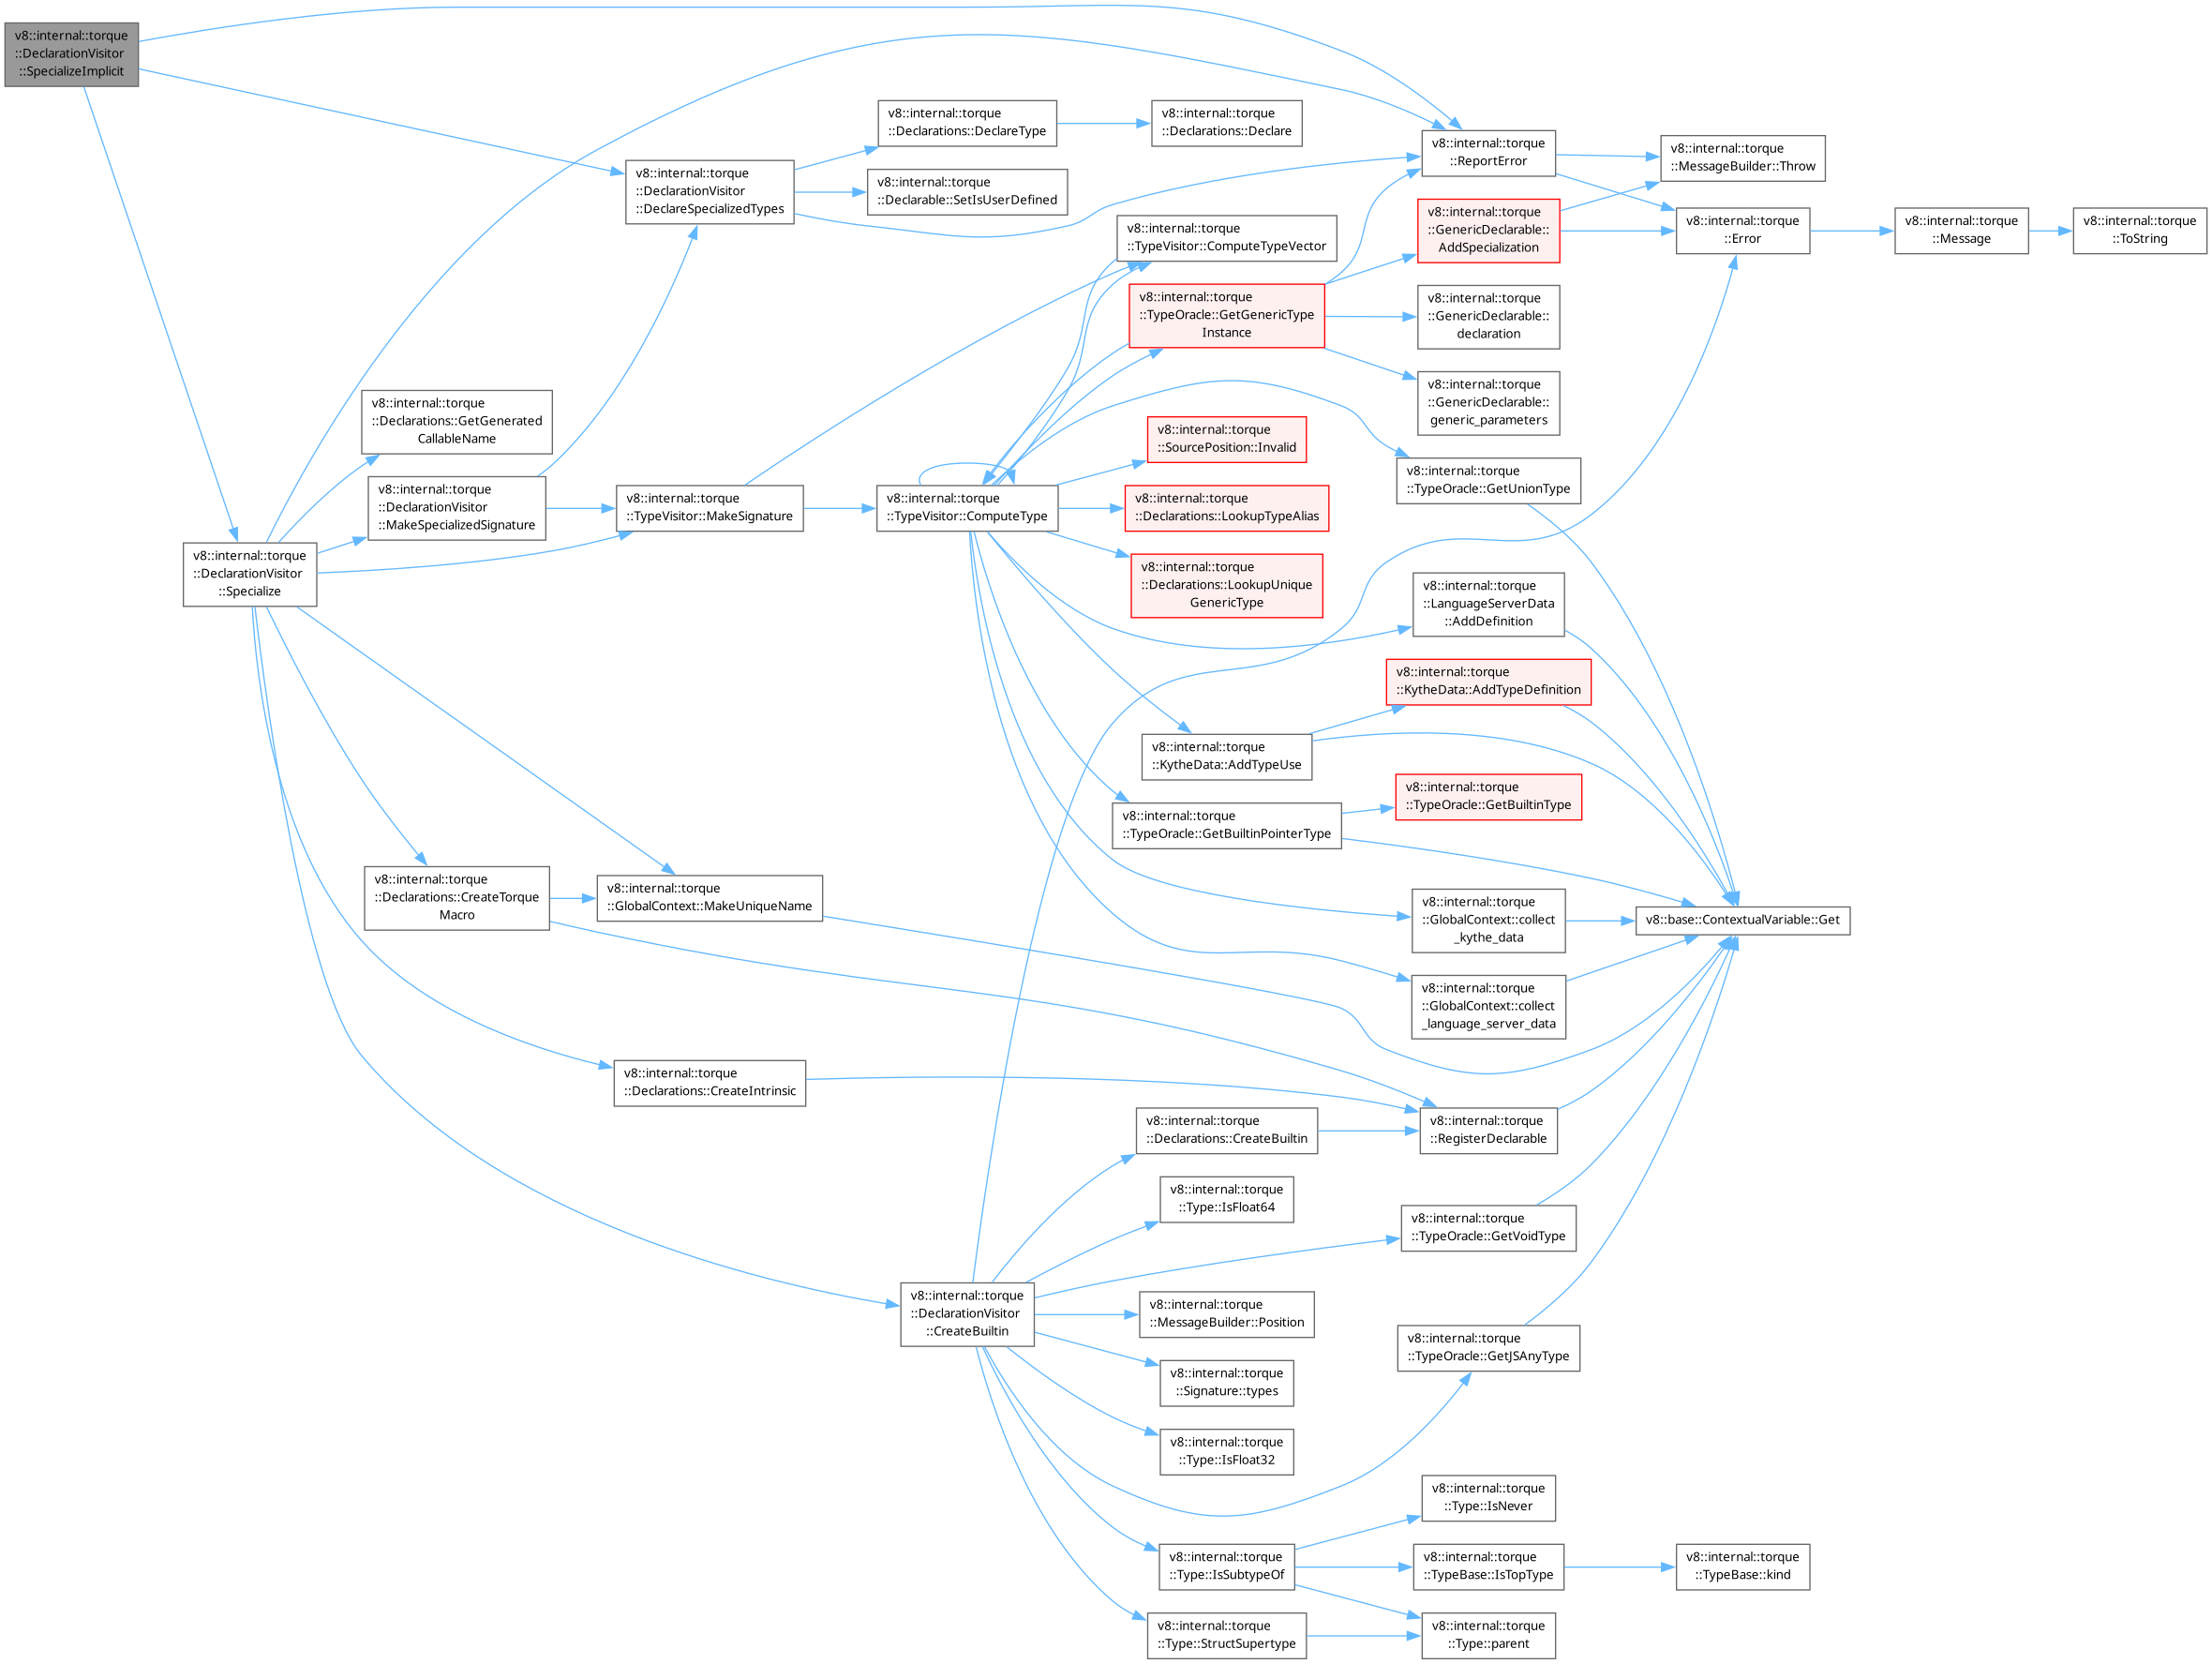 v8::internal::torque
::DeclarationVisitor
::SpecializeImplicit
v8::internal::torque
::DeclarationVisitor
::Specialize
v8::internal::torque
::Declarations::GetGenerated
CallableName
v8::internal::torque
::DeclarationVisitor
::MakeSpecializedSignature
v8::internal::torque
::Declarations::CreateTorque
Macro
v8::internal::torque
::DeclarationVisitor
::DeclareSpecializedTypes
v8::internal::torque
::TypeVisitor::MakeSignature
v8::internal::torque
::GlobalContext::MakeUniqueName
v8::internal::torque
::Declarations::CreateIntrinsic
v8::internal::torque
::Declarations::DeclareType
v8::internal::torque
::Declarable::SetIsUserDefined
v8::internal::torque
::TypeVisitor::ComputeType
v8::internal::torque
::DeclarationVisitor
::CreateBuiltin
v8::internal::torque
::Declarations::Declare
v8::internal::torque
::TypeVisitor::ComputeTypeVector
v8::internal::torque
::TypeOracle::GetGenericType
Instance
v8::internal::torque
::SourcePosition::Invalid
v8::internal::torque
::Declarations::LookupTypeAlias
v8::internal::torque
::Declarations::LookupUnique
GenericType
v8::internal::torque
::KytheData::AddTypeUse
v8::internal::torque
::TypeOracle::GetBuiltinPointerType
v8::internal::torque
::Declarations::CreateBuiltin
v8::internal::torque
::Type::IsFloat64
v8::internal::torque
::MessageBuilder::Position
v8::internal::torque
::Signature::types
v8::internal::torque
::Type::IsFloat32
v8::internal::torque
::Type::IsSubtypeOf
v8::internal::torque
::Type::StructSupertype
v8::internal::torque
::ReportError
v8::internal::torque
::GenericDeclarable::
AddSpecialization
v8::internal::torque
::GenericDeclarable::
declaration
v8::internal::torque
::GenericDeclarable::
generic_parameters
v8::internal::torque
::TypeOracle::GetUnionType
v8::internal::torque
::LanguageServerData
::AddDefinition
v8::internal::torque
::KytheData::AddTypeDefinition
v8::internal::torque
::TypeOracle::GetBuiltinType
v8::internal::torque
::GlobalContext::collect
_kythe_data
v8::internal::torque
::GlobalContext::collect
_language_server_data
v8::internal::torque
::RegisterDeclarable
v8::internal::torque
::TypeOracle::GetVoidType
v8::internal::torque
::TypeOracle::GetJSAnyType
v8::internal::torque
::Type::IsNever
v8::internal::torque
::TypeBase::IsTopType
v8::internal::torque
::Type::parent
v8::internal::torque
::MessageBuilder::Throw
v8::internal::torque
::Error
v8::base::ContextualVariable::Get
v8::internal::torque
::TypeBase::kind
v8::internal::torque
::Message
v8::internal::torque
::ToString